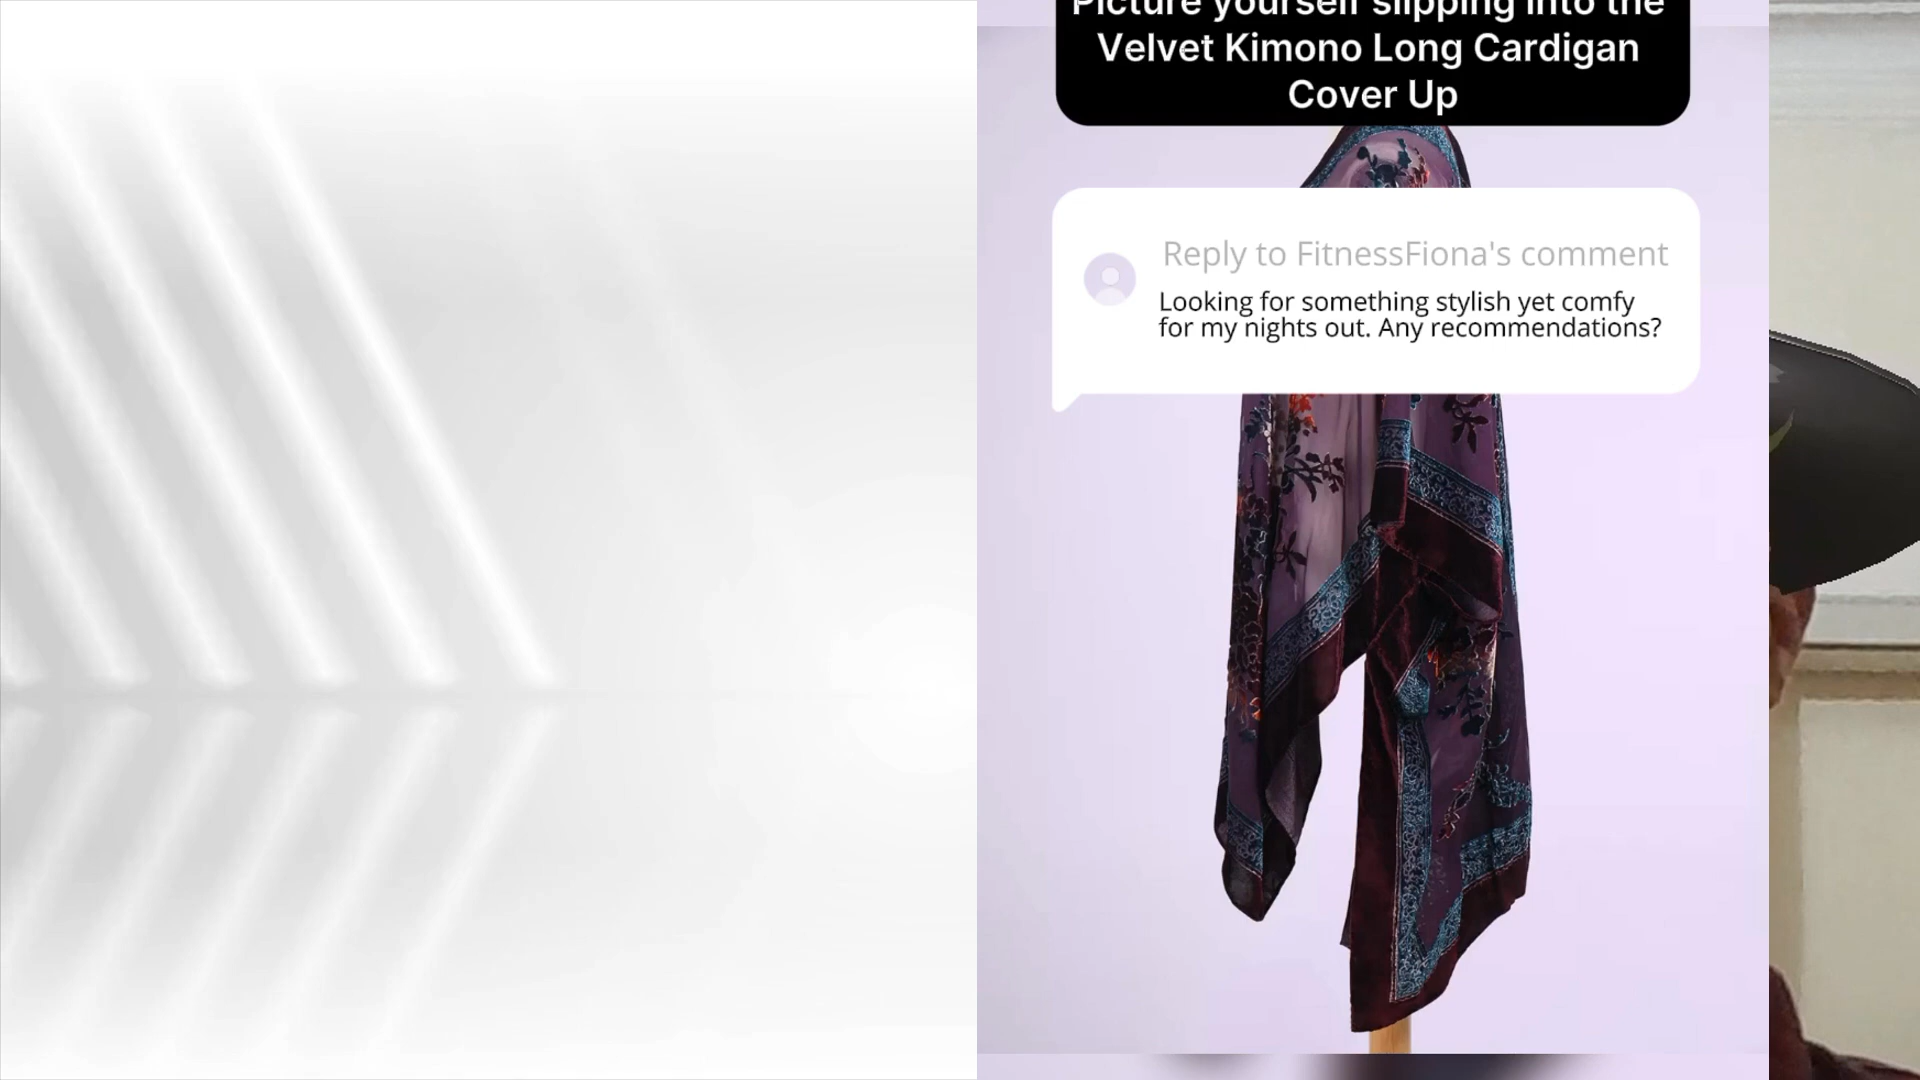 Picture yourself slipping into the
Velvet Kimono Long Cardigan
Cover Up
Reply to FitnessFiona's comment
Looking for something stylish yet comfy
for my nights out. Any recommendations?